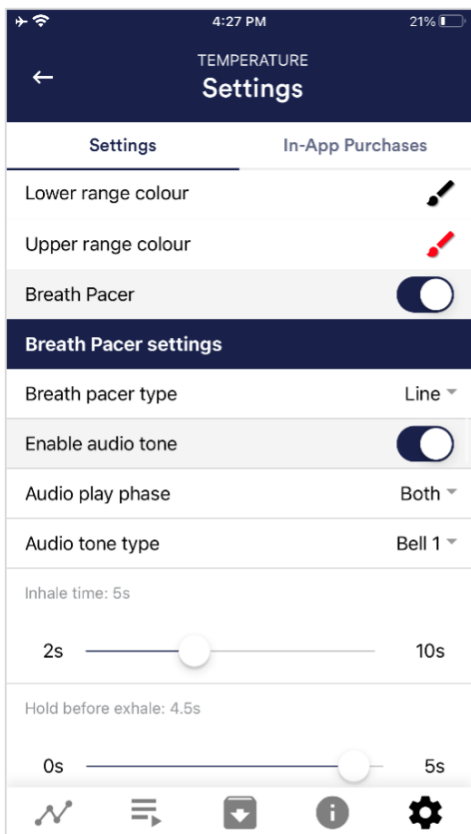 4:27 PM
21%
TEMPERATURE
Settings
Settings
In-App Purchases
Lower range colour
Upper range colour
Breath Pacer
Breath Pacer settings
Breath pacer type
Line
Enable audio tone
Audio play phase
Both
Audio tone type
Bell 1
Inhale time: 5s
2s
10s
Hold before exhale: 4.5s
0s
5s